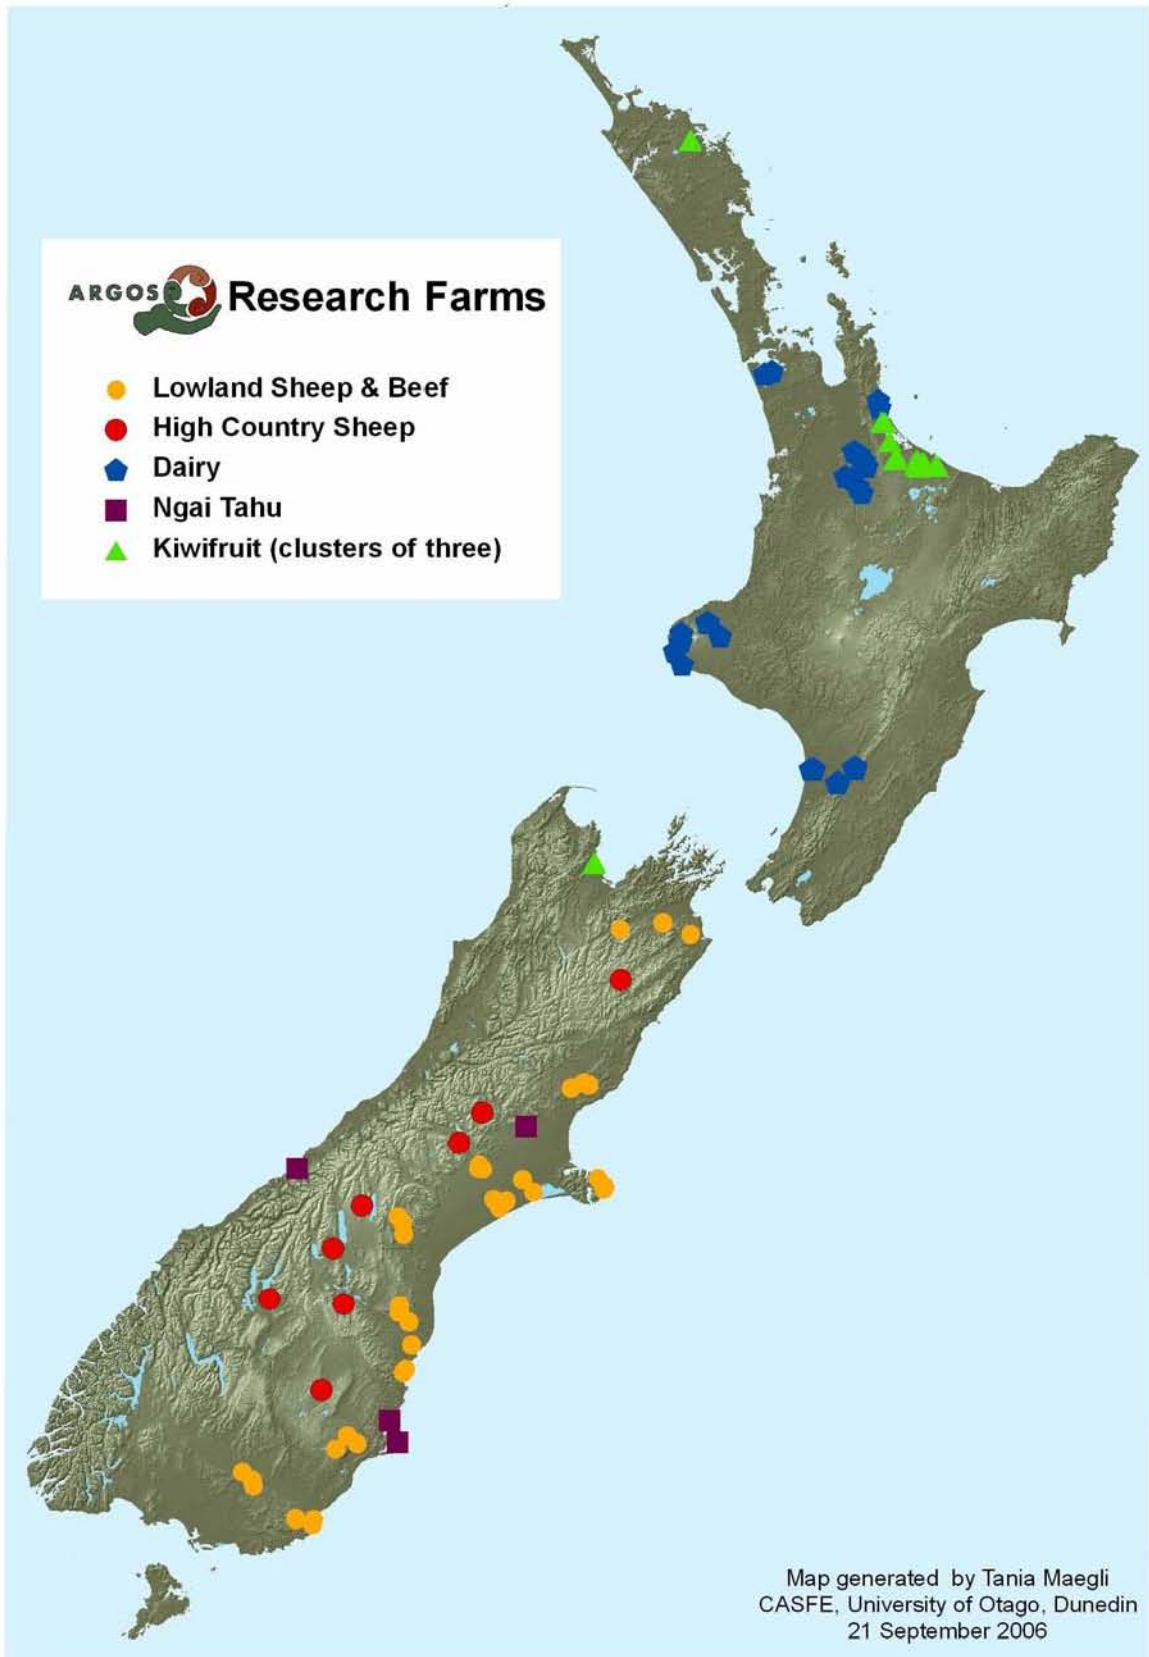 ARGOS Research Farms
Lowland Sheep & Beef
High Country Sheep
Dairy
Ngai Tahu
Kiwifruit (clusters of three)
Map generated by Tania Maegli
CASFE, University of Otago, Dunedin
21 September 2006